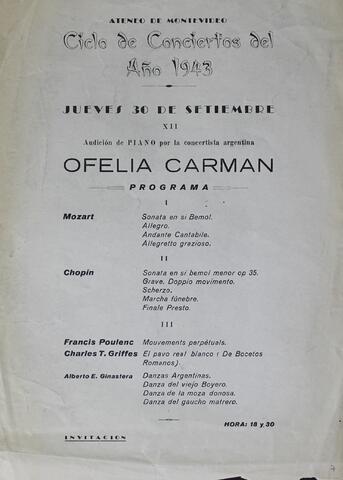 ATENEO DE MONTEVIDEO
Ciclo de Conciertos del
Año 1943
JUEVES 30 DE SETIEMBRE
XII
Audición de PIANO por la concertista argentina
OFELIA CARMAN
PROGRAMA
I
Mozart Sonata en si Bemol.
Allegro.
Andante Cantabile.
Allegretto grazioso.
II
Chopin Sonata en si bemol menor op 35.
Grave. Doppio movimento.
Scherzo.
Marcha fúnebre.
Finale Presto.
III
Francis Poulenc Mouvements perpétuals.
Charles T. Griffes El pavo real blanco (De Bocetos
Romanos).
Alberto E. Ginastera Danzas Argentinas.
Danza del viejo Boyero.
Danza de la moza donosa.
Danza del gaucho matrero.
HORA: 18 y 30
INVITACION